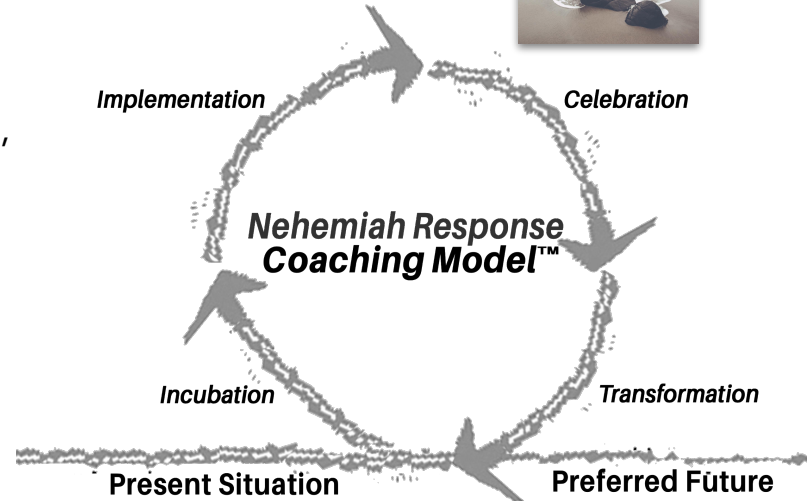 Implementation
Celebration
,
Nehemiah Response
Coaching Model™
Incubation
Transformation
Present Situation
Preferred Future